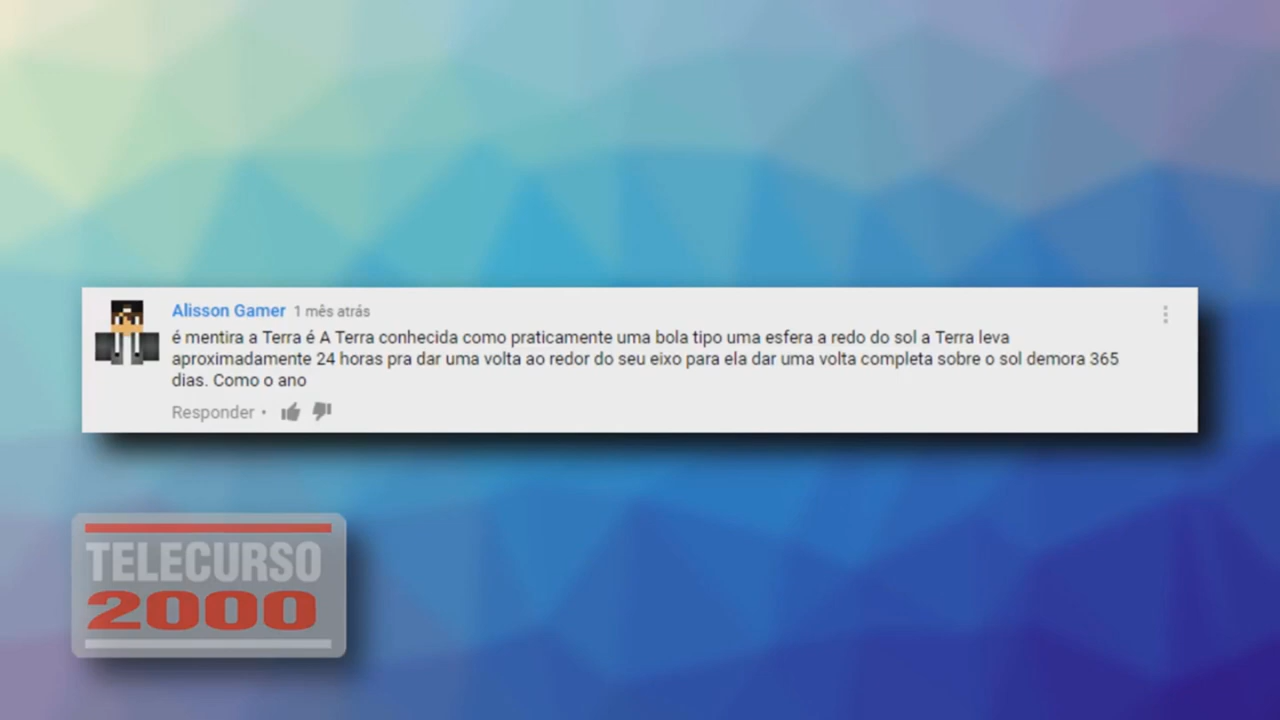 Alisson Gamer 1 mês atrás
é mentira a Terra é A Terra conhecida como praticamente uma bola tipo uma esfera a redo do sol a Terra leva
aproximadamente 24 horas pra dar uma volta ao redor do seu eixo para ela dar uma volta completa sobre o sol demora 365
dias. Como o ano
Responder •
TELECURSO
2000